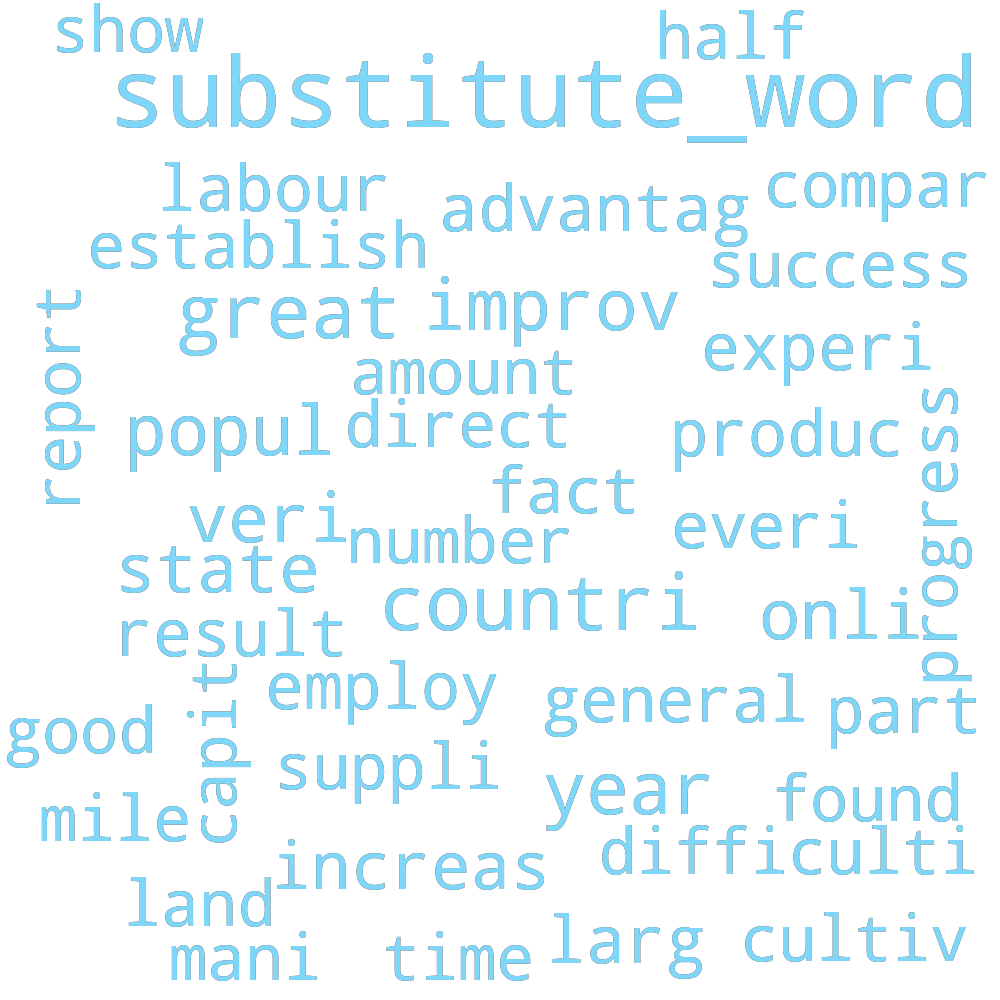 show half
substitute_word
labour advantag compar
establish success
report great improv
experi
amount
popul direct produc progress
fact
veri number everi
state
countri onli
result
capit employ general part
good
suppli year found
mile
increas difficulti
land
mani time larg cultiv